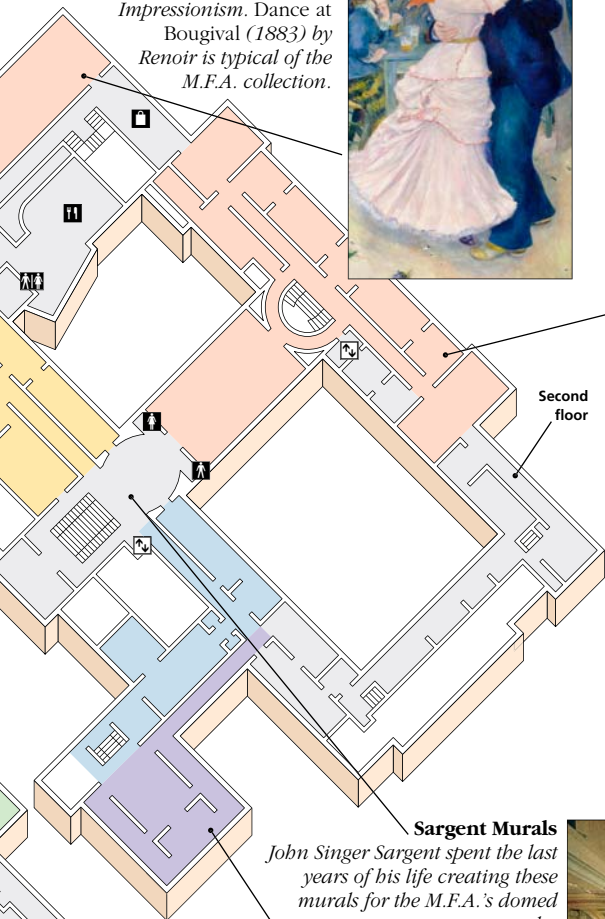 Impressionism. Dance at
Bougival (1883) by
Renoir is typical of the
M.F.A. collection.
Second
floor
Sargent Murals
John Singer Sargent spent the last
years of his life creating these
murals for the M.F.A.'s domed